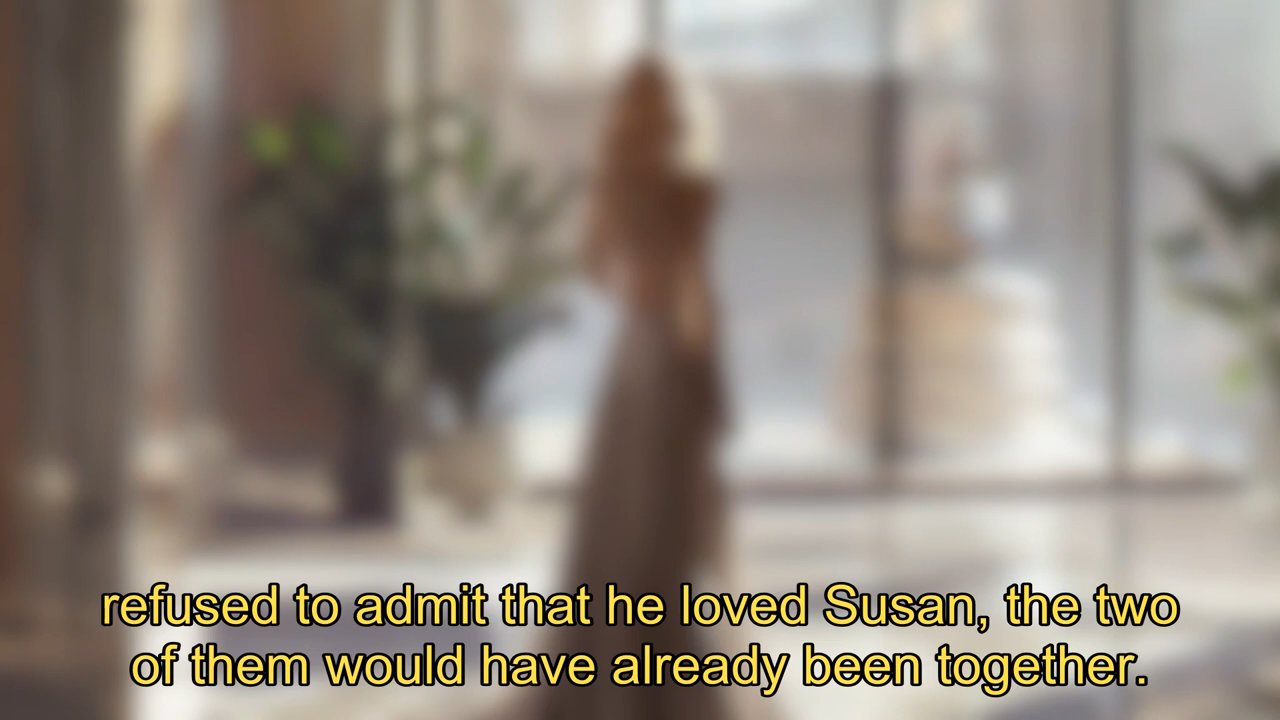 refused to admit that he loved Susan, the two
of them would have already been together.